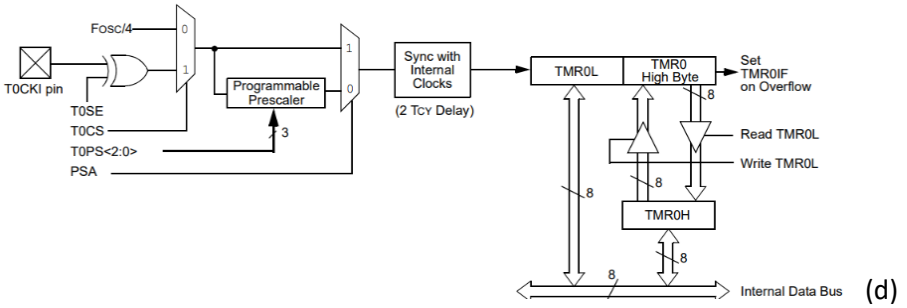 Fosc/4
0
1
T0CKI pin
T0SE
T0CS
T0PS<2:0>
PSA
Programmable
Prescaler
3
1
0
Sync with
Internal
Clocks
(2 TCY Delay)
TMR0L
TMR0
High Byte
Set
TMR0IF
on Overflow
8
Read TMR0L
Write TMR0L
8
8
TMR0H
8
8
Internal Data Bus
(d)